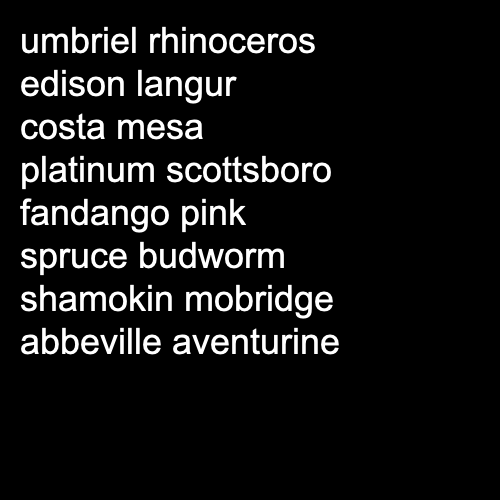 umbriel rhinoceros
edison langur
costa mesa
platinum scottsboro
fandango pink
spruce budworm
shamokin mobridge
abbeville aventurine